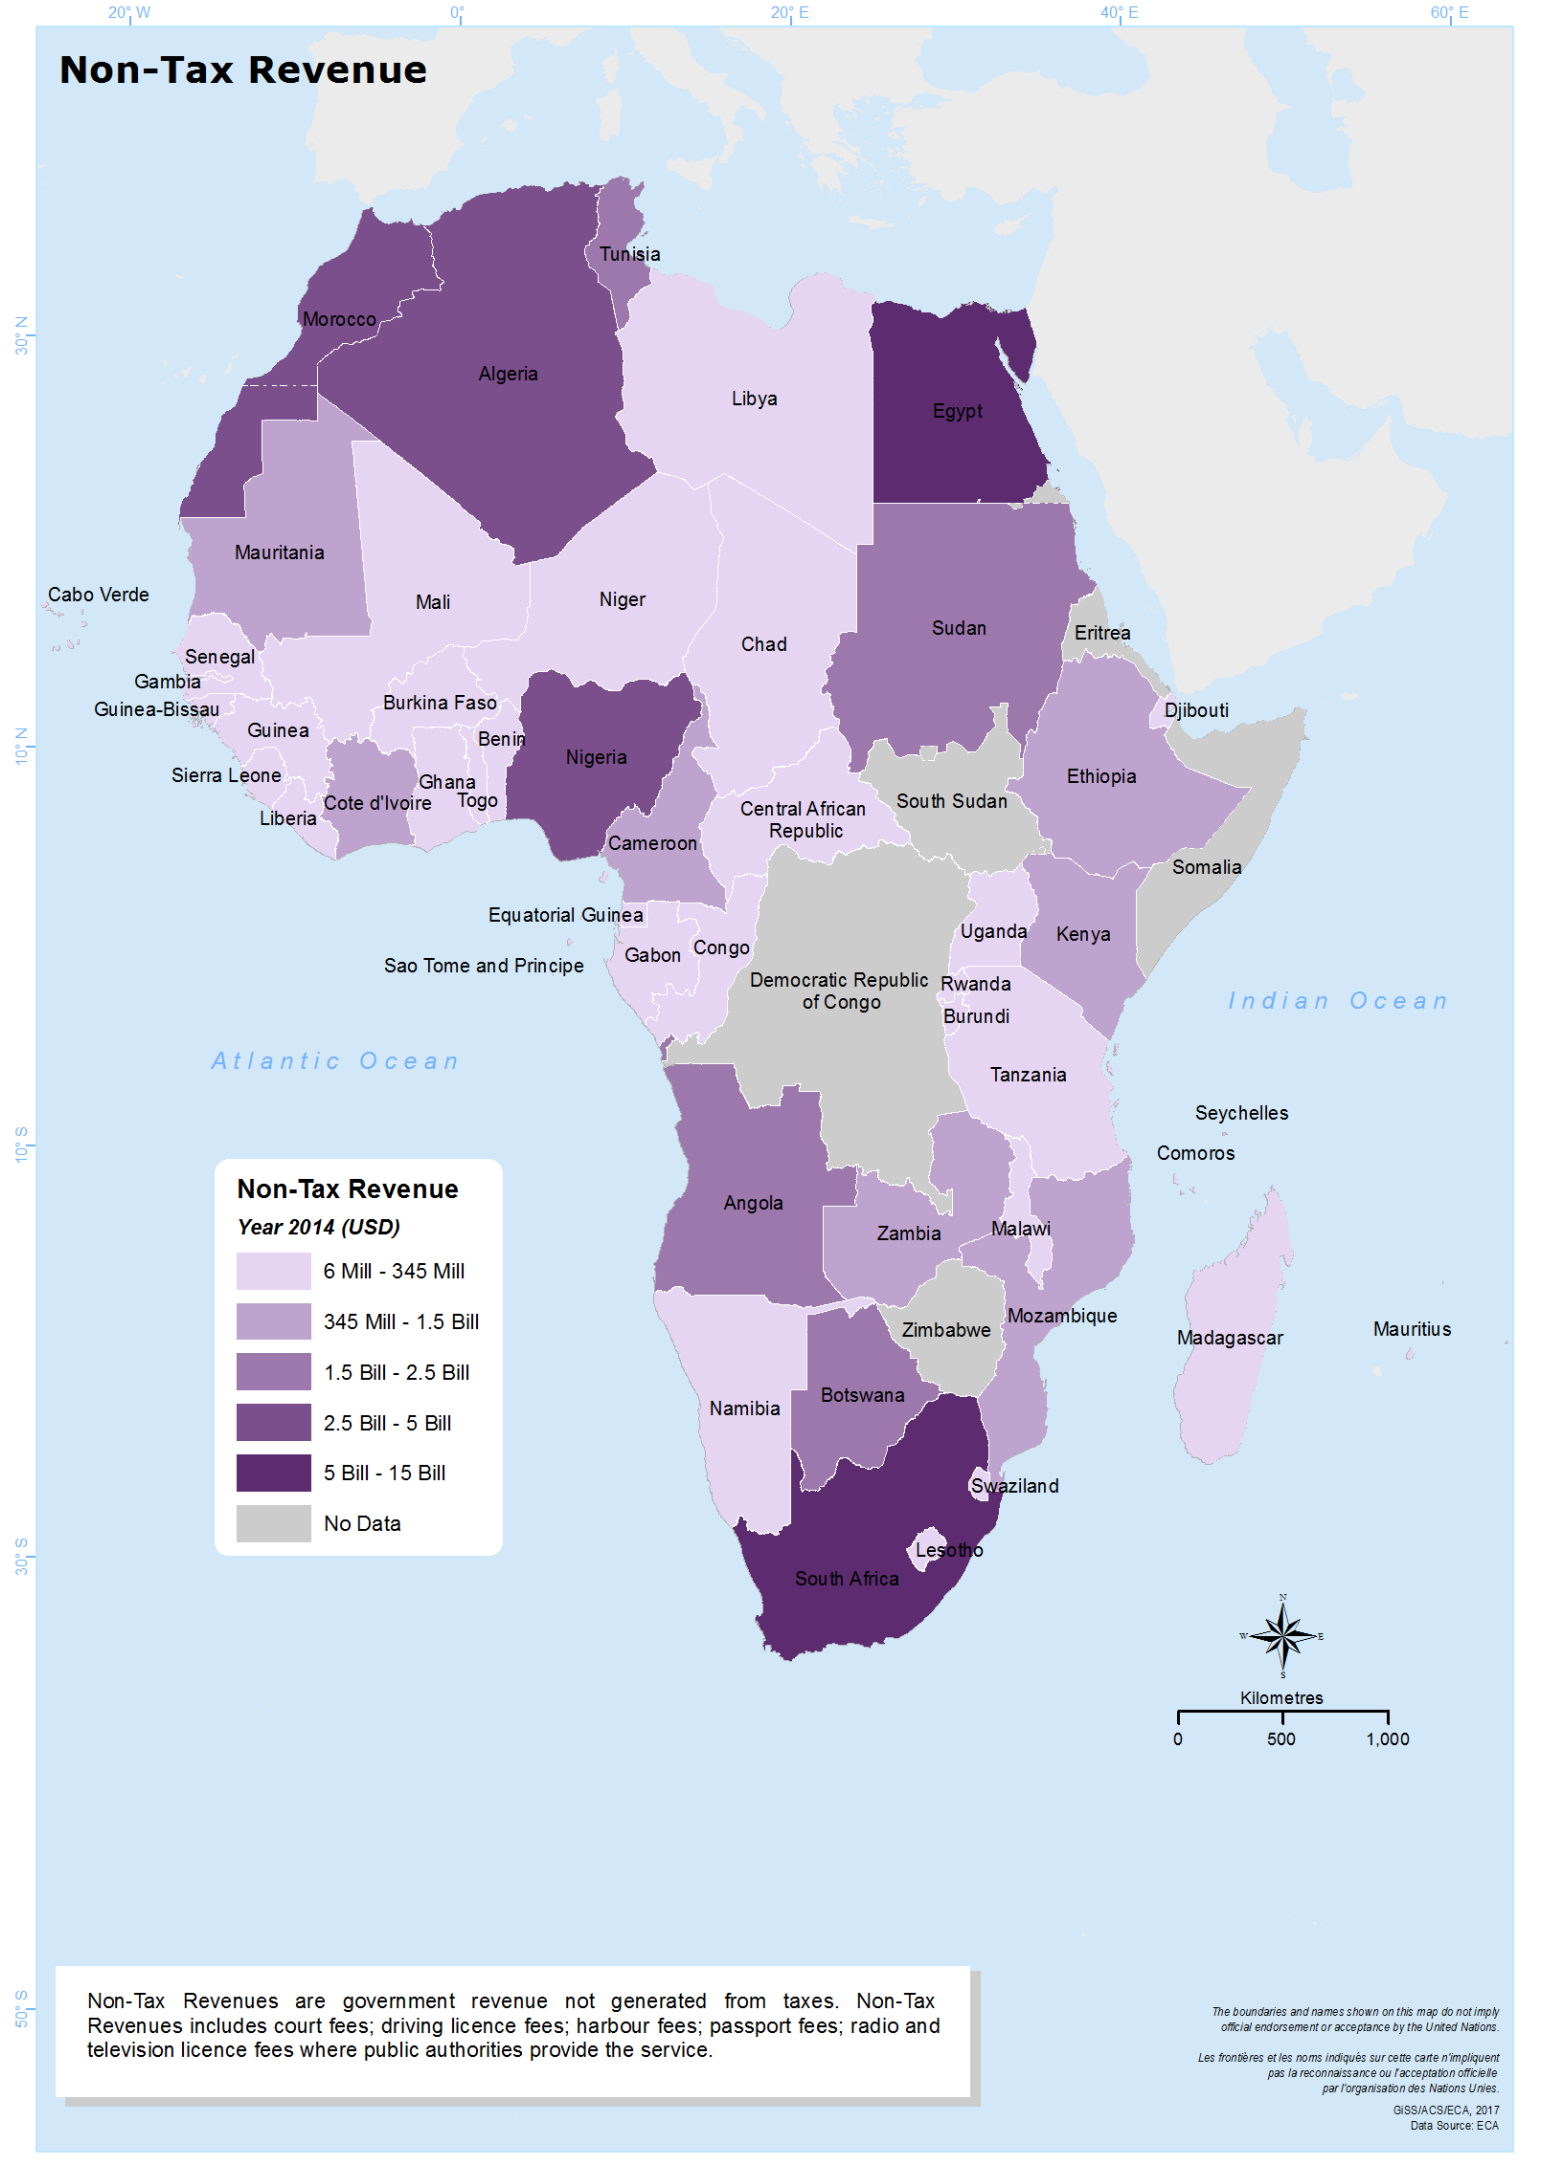 20° W
0°
20° E
40° E
60° E
Non-Tax Revenue
30° N
10° N
10° S
30° S
50° S
Tunisia
Morocco
Algeria
Libya
Egypt
Mauritania
Cabo Verde
Mali
Niger
Chad
Sudan
Eritrea
Senegal
Gambia
Guinea-Bissau
Burkina Faso
Djibouti
Guinea
Benin
Nigeria
Sierra Leone
Ghana
Ethiopia
Cote d'Ivoire
Togo
South Sudan
Liberia
Central African
Republic
Cameroon
Somalia
Equatorial Guinea
Uganda
Kenya
Gabon
Congo
Sao Tome and Principe
Democratic Republic
of Congo
Rwanda
Burundi
Indian Ocean
Atlantic Ocean
Tanzania
Seychelles
Comoros
Angola
Zambia
Malawi
Mozambique
Zimbabwe
Madagascar
Mauritius
Botswana
Namibia
Swaziland
Lesotho
South Africa
Non-Tax Revenue
Year 2014 (USD)
6 Mill - 345 Mill
345 Mill - 1.5 Bill
1.5 Bill - 2.5 Bill
2.5 Bill - 5 Bill
5 Bill - 15 Bill
No Data
N
W E
S
Kilometres
0 500 1,000
Non-Tax Revenues are government revenue not generated from taxes. Non-Tax
Revenues includes court fees; driving licence fees; harbour fees; passport fees; radio and
television licence fees where public authorities provide the service.
The boundaries and names shown on this map do not imply
official endorsement or acceptance by the United Nations.
Les frontières et les noms indiqués sur cette carte n'impliquent
pas la reconnaissance ou l'acceptation officielle
par l'organisation des Nations Unies.
GiSS/ACS/ECA, 2017
Data Source: ECA